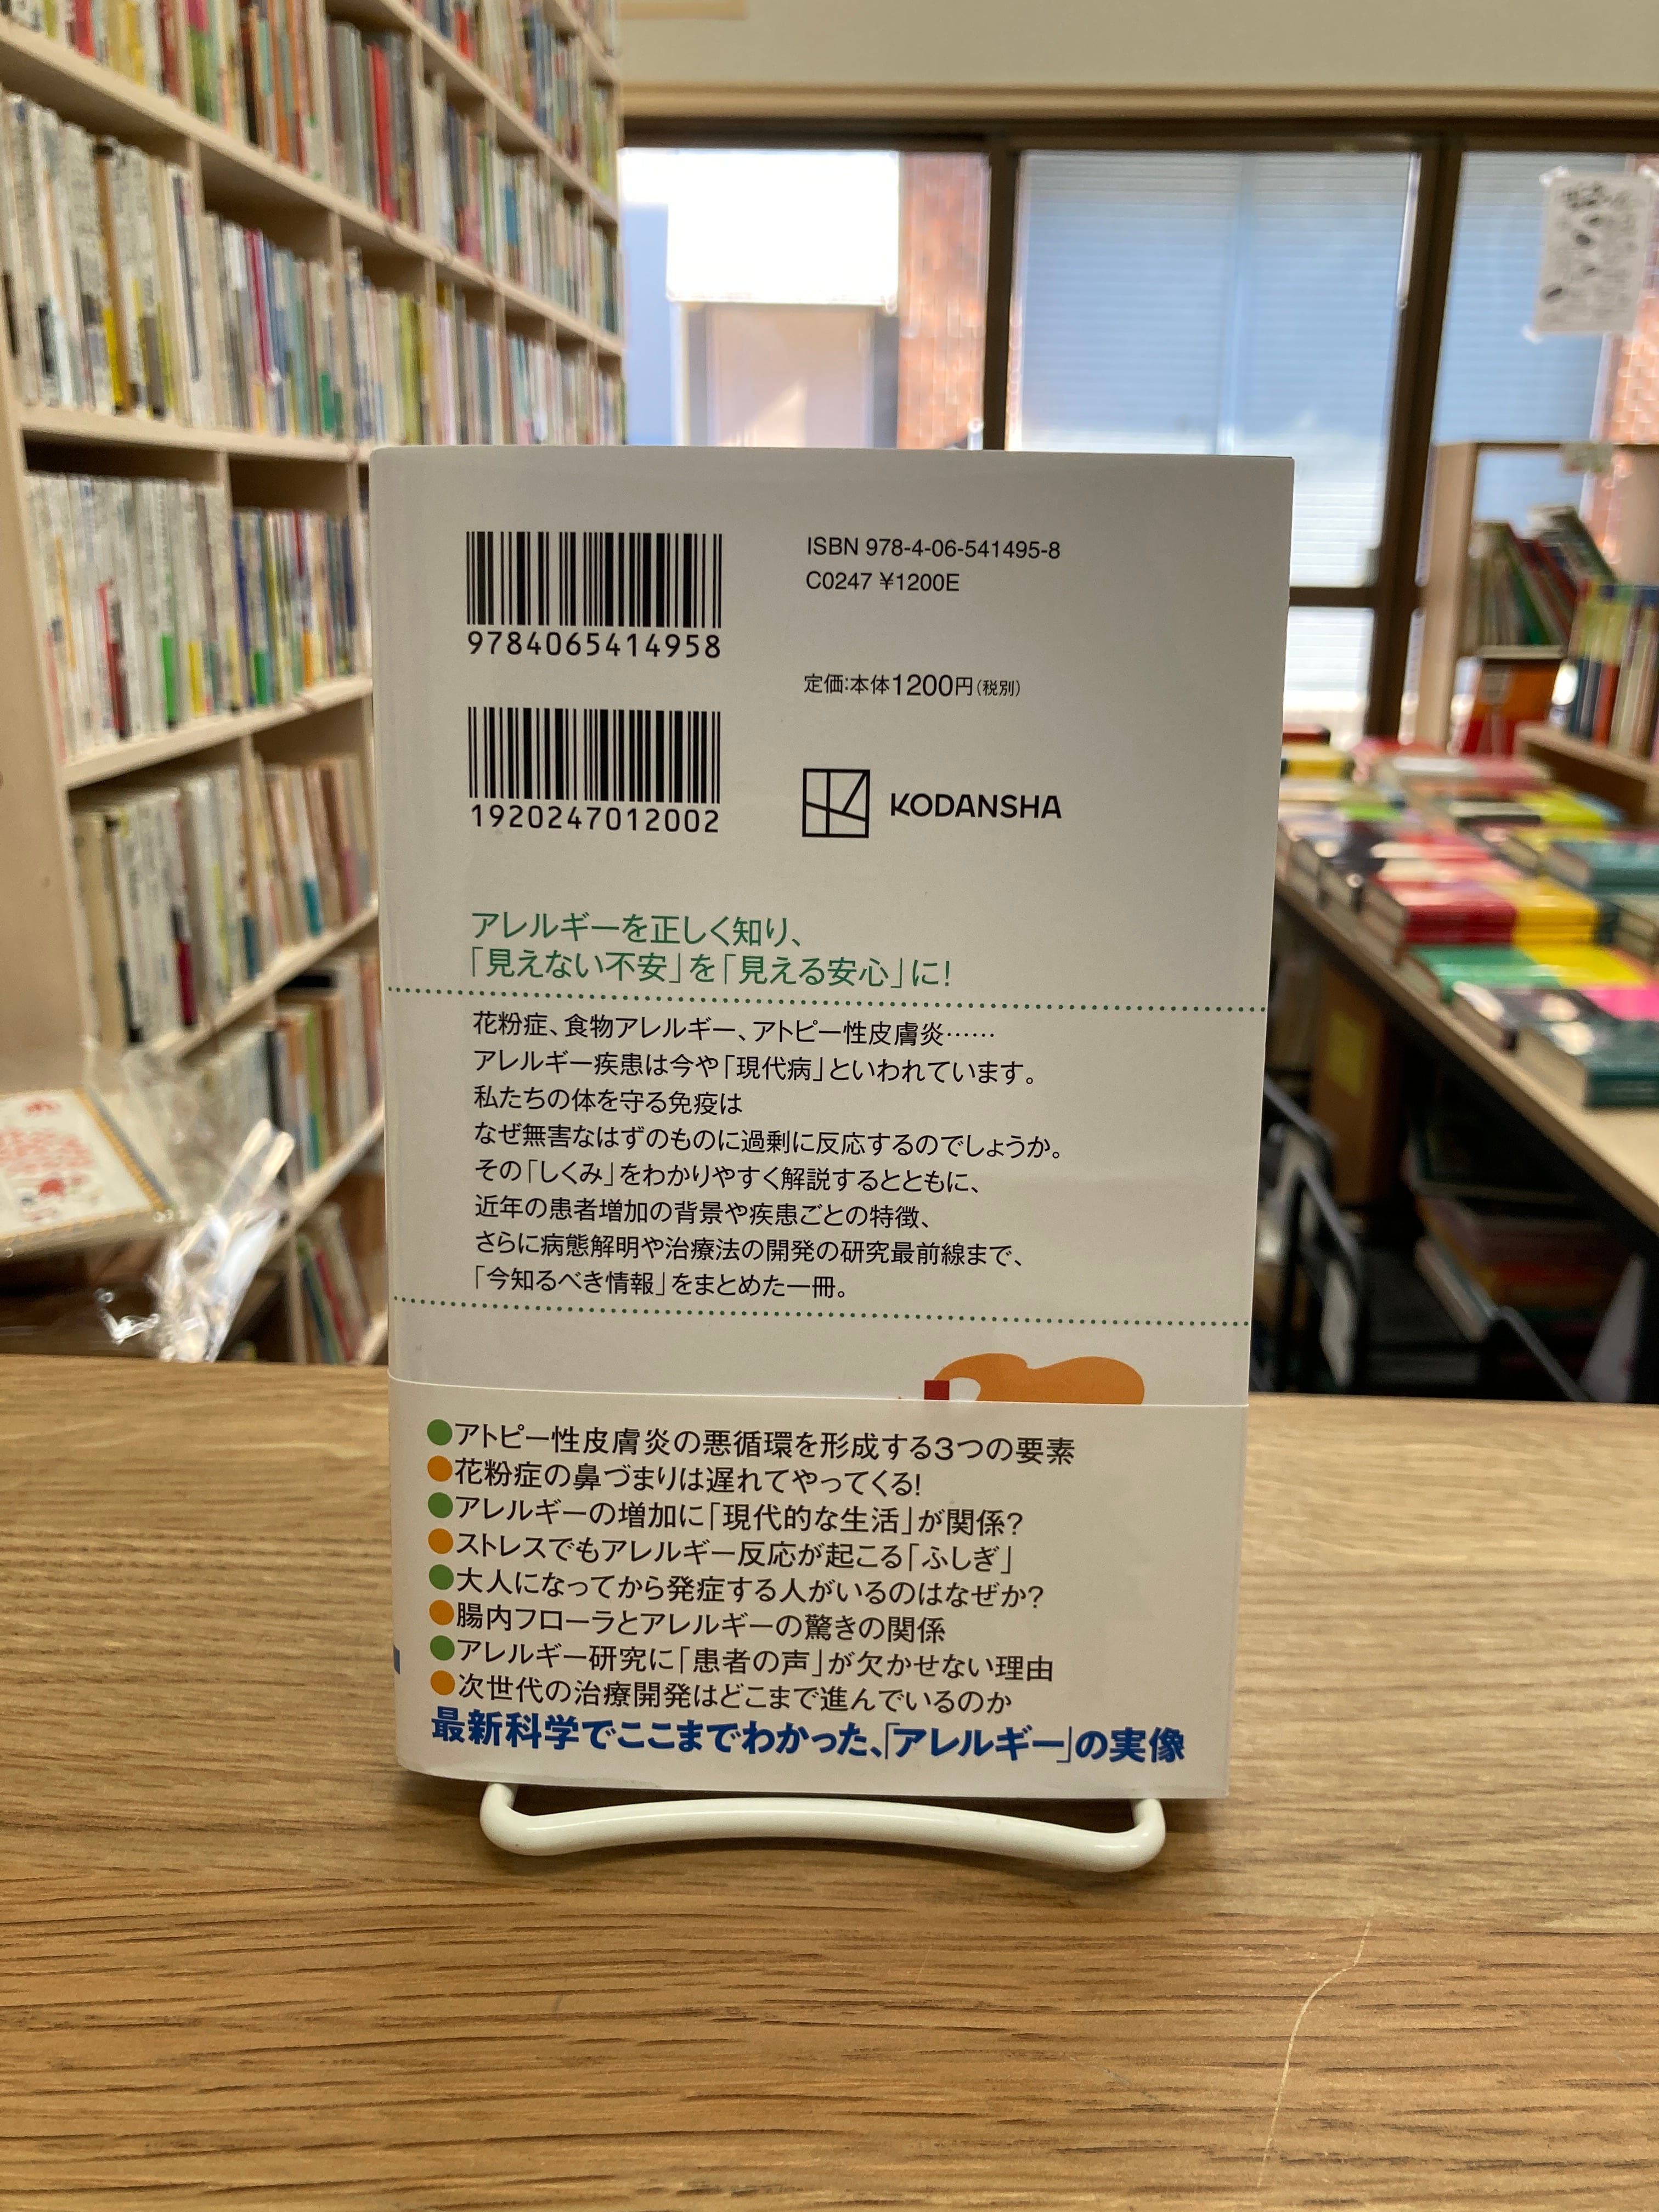 9784065414958
ISBN 978-4-06-541495-8
C0247 ¥1200E
定価:本体1200円(税別)
1920247012002
KODANSHA
アレルギーを正しく知り、
「見えない不安」を「見える安心」に!
花粉症、食物アレルギー、アトピー性皮膚炎……
アレルギー疾患は今や「現代病」といわれています。
私たちの体を守る免疫は
なぜ無害なはずのものに過剰に反応するのでしょうか。
その「しくみ」をわかりやすく解説するとともに、
近年の患者増加の背景や疾患ごとの特徴、
さらに病態解明や治療法の開発の研究最前線まで、
「今知るべき情報」をまとめた一冊。
●アトピー性皮膚炎の悪循環を形成する3つの要素
●花粉症の鼻づまりは遅れてやってくる!
●アレルギーの増加に「現代的な生活」が関係?
●ストレスでもアレルギー反応が起こる「ふしぎ」
●大人になってから発症する人がいるのはなぜか?
●腸内フローラとアレルギーの驚きの関係
●アレルギー研究に「患者の声」が欠かせない理由
●次世代の治療開発はどこまで進んでいるのか
最新科学でここまでわかった、「アレルギー」の実像